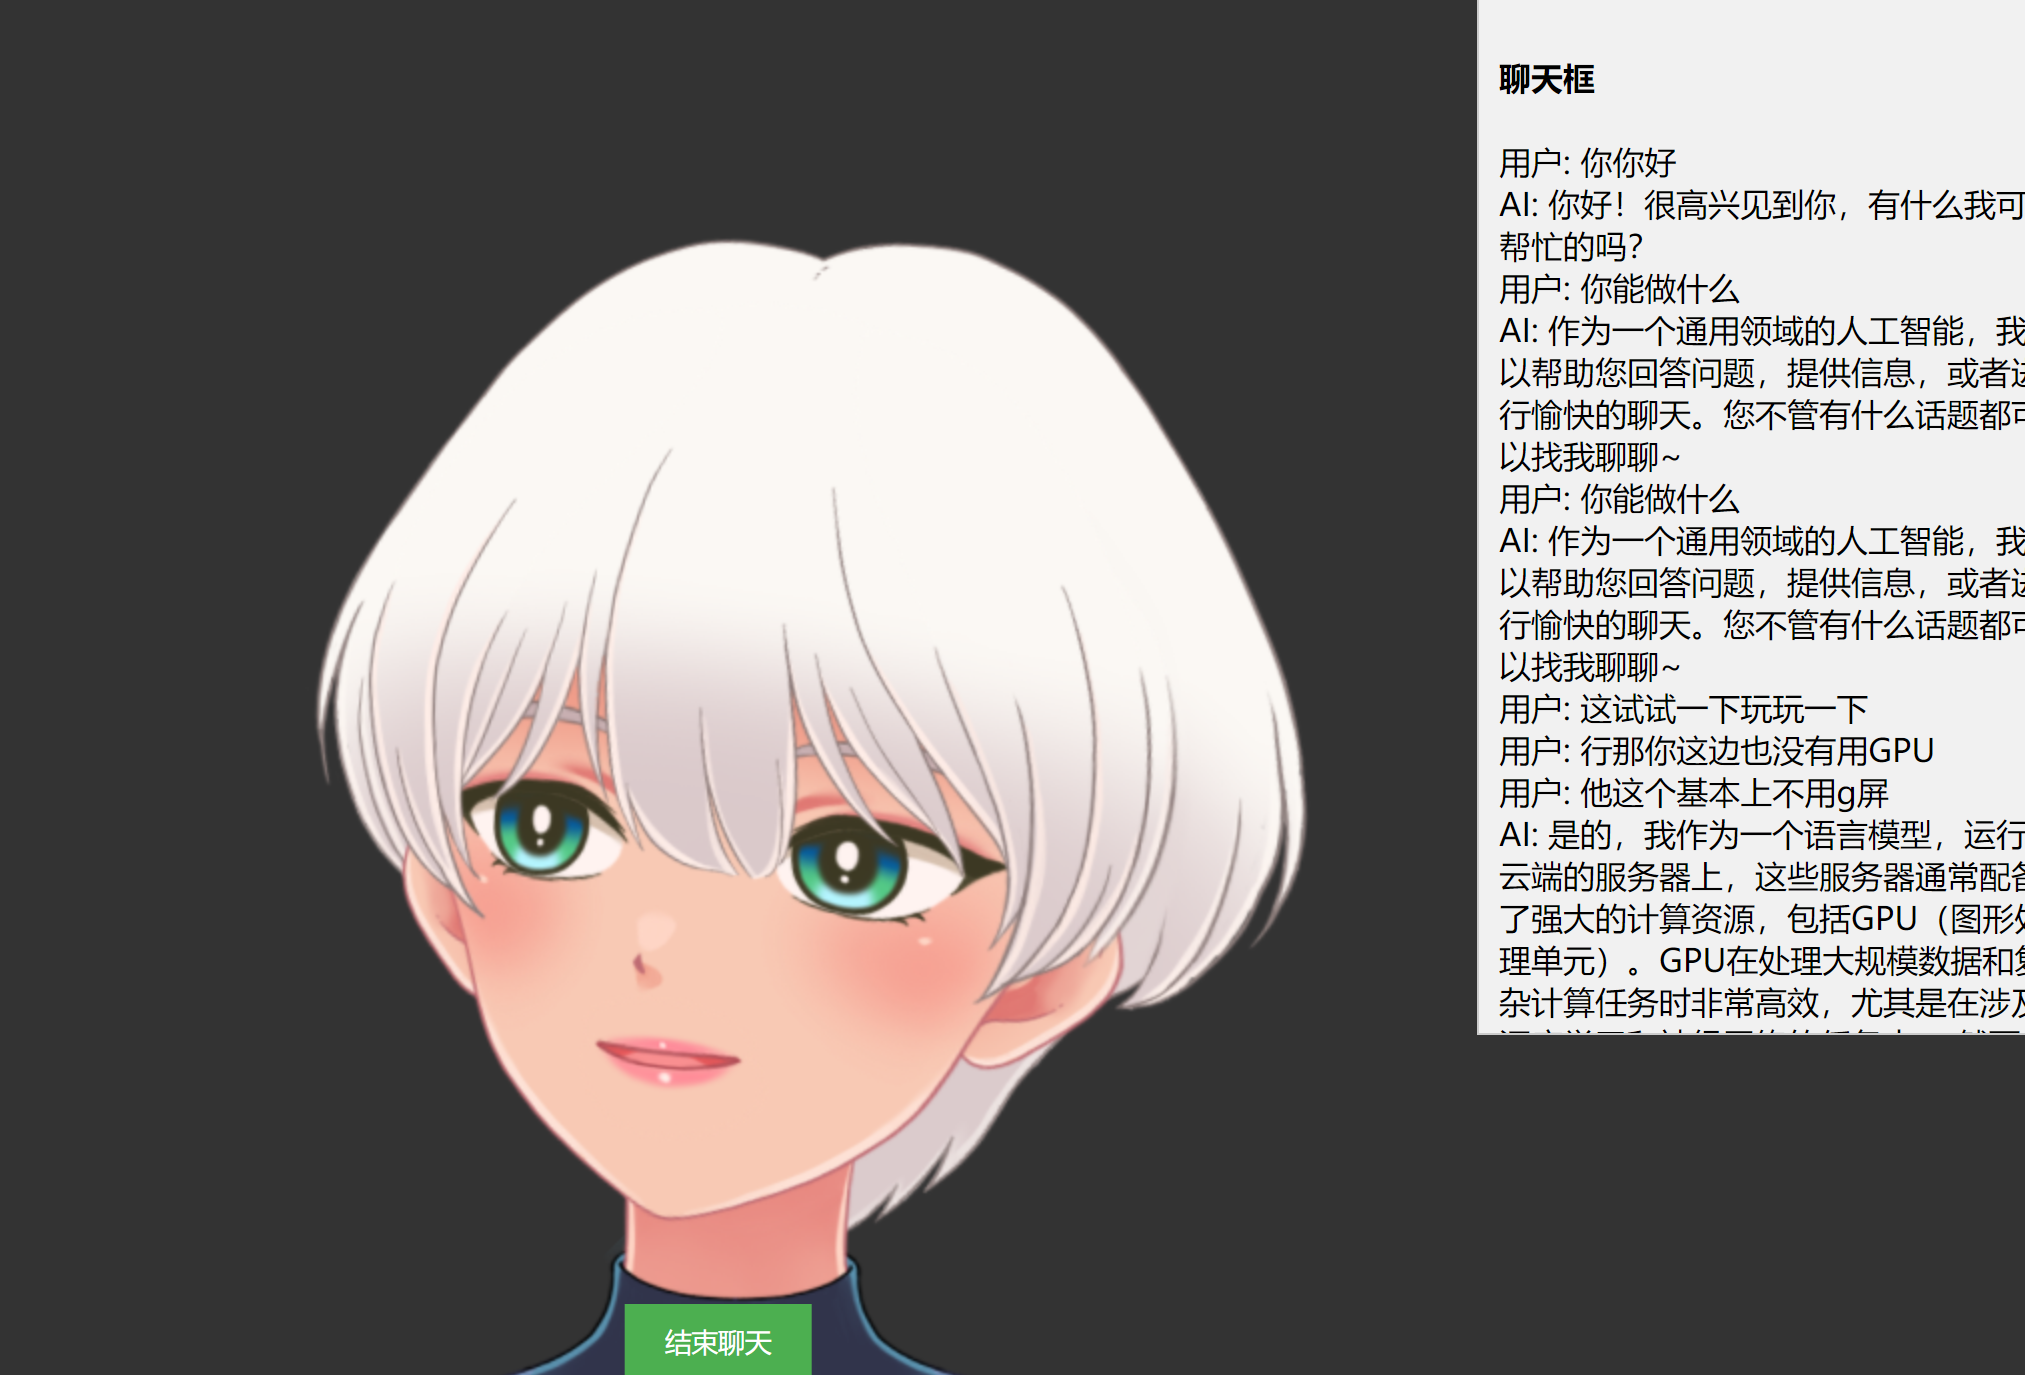 聊天框
用户: 你你好
AI: 你好！很高兴见到你，有什么我可
帮忙的吗？
用户: 你能做什么
AI: 作为一个通用领域的人工智能，我
以帮助您回答问题，提供信息，或者进
行愉快的聊天。您不管有什么话题都可
以找我聊聊~
用户: 你能做什么
AI: 作为一个通用领域的人工智能，我
以帮助您回答问题，提供信息，或者进
行愉快的聊天。您不管有什么话题都可
以找我聊聊~
用户: 这试试一下玩玩一下
用户: 行那你这边也没有用GPU
用户: 他这个基本上不用g屏
AI: 是的，我作为一个语言模型，运行
云端的服务器上，这些服务器通常配备
了强大的计算资源，包括GPU（图形处
理单元）。GPU在处理大规模数据和复
杂计算任务时非常高效，尤其是在涉及
结束聊天